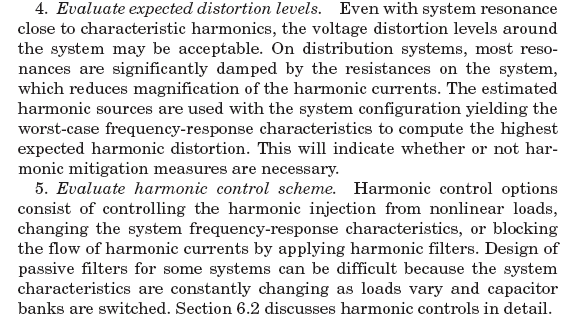 4. Evaluate expected distortion levels. Even with system resonance
close to characteristic harmonics, the voltage distortion levels around
the system may be acceptable. On distribution systems, most reso-
nances are significantly damped by the resistances on the system,
which reduces magnification of the harmonic currents. The estimated
harmonic sources are used with the system configuration yielding the
worst-case frequency-response characteristics to compute the highest
expected harmonic distortion. This will indicate whether or not har-
monic mitigation measures are necessary.
5. Evaluate harmonic control scheme. Harmonic control options
consist of controlling the harmonic injection from nonlinear loads,
changing the system frequency-response characteristics, or blocking
the flow of harmonic currents by applying harmonic filters. Design of
passive filters for some systems can be difficult because the system
characteristics are constantly changing as loads vary and capacitor
banks are switched. Section 6.2 discusses harmonic controls in detail.